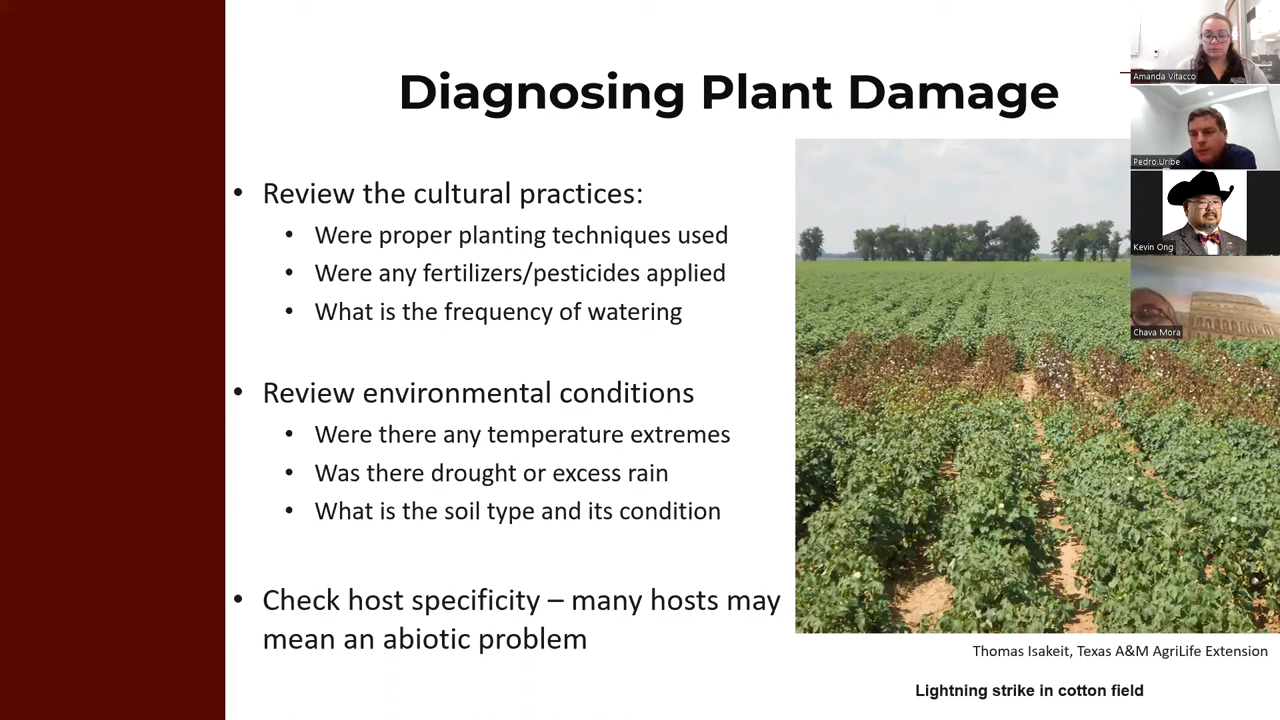 Diagnosing Plant Damage
• Review the cultural practices:
• Were proper planting techniques used
• Were any fertilizers/pesticides applied
• What is the frequency of watering
• Review environmental conditions
• Were there any temperature extremes
• Was there drought or excess rain
• What is the soil type and its condition
• Check host specificity – many hosts may
mean an abiotic problem
Thomas Isakeit, Texas A&M AgriLife Extension
Lightning strike in cotton field
Amanda Vitacco
Pedro.Uribe
Kevin Ong
Chava Mora